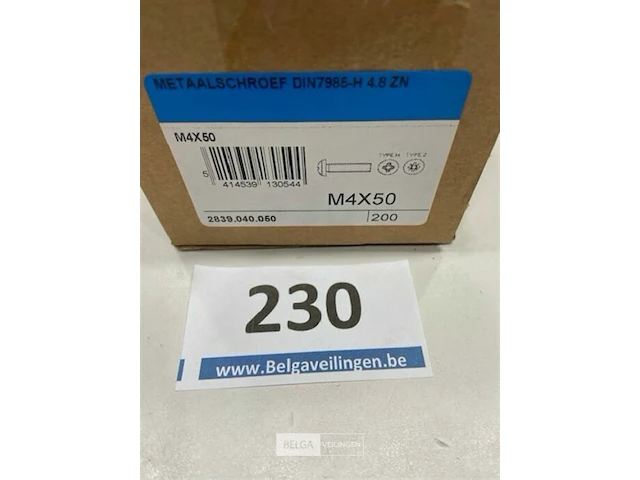 METAALSCHROEF DIN7985-H 4.8 ZN
M4X50
TYPE H TYPE Z
5 414539 130544
M4X50
2839.040.050 200
230
www.Belgaveilingen.be
BELGA VEILINGEN